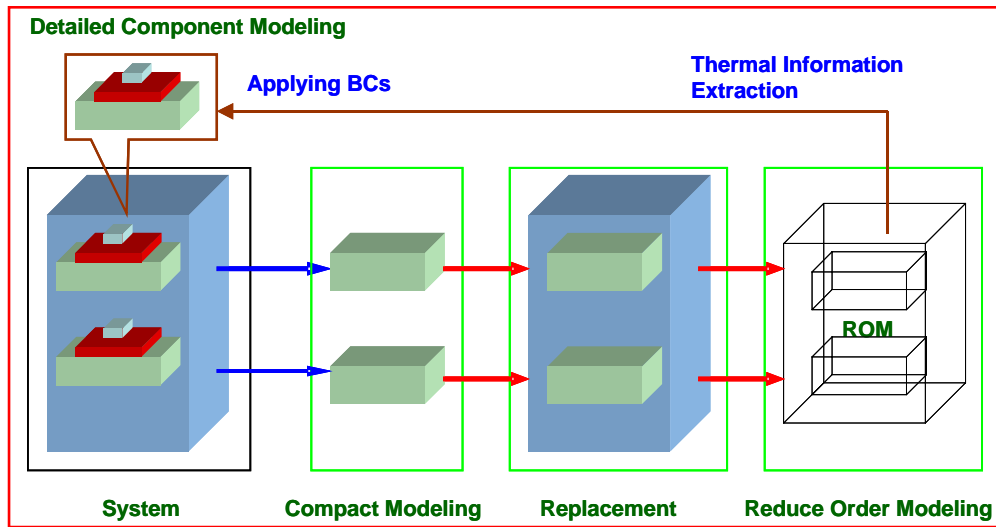 Detailed Component Modeling
Applying BCs
Thermal Information
Extraction
ROM
System
Compact Modeling
Replacement
Reduce Order Modeling